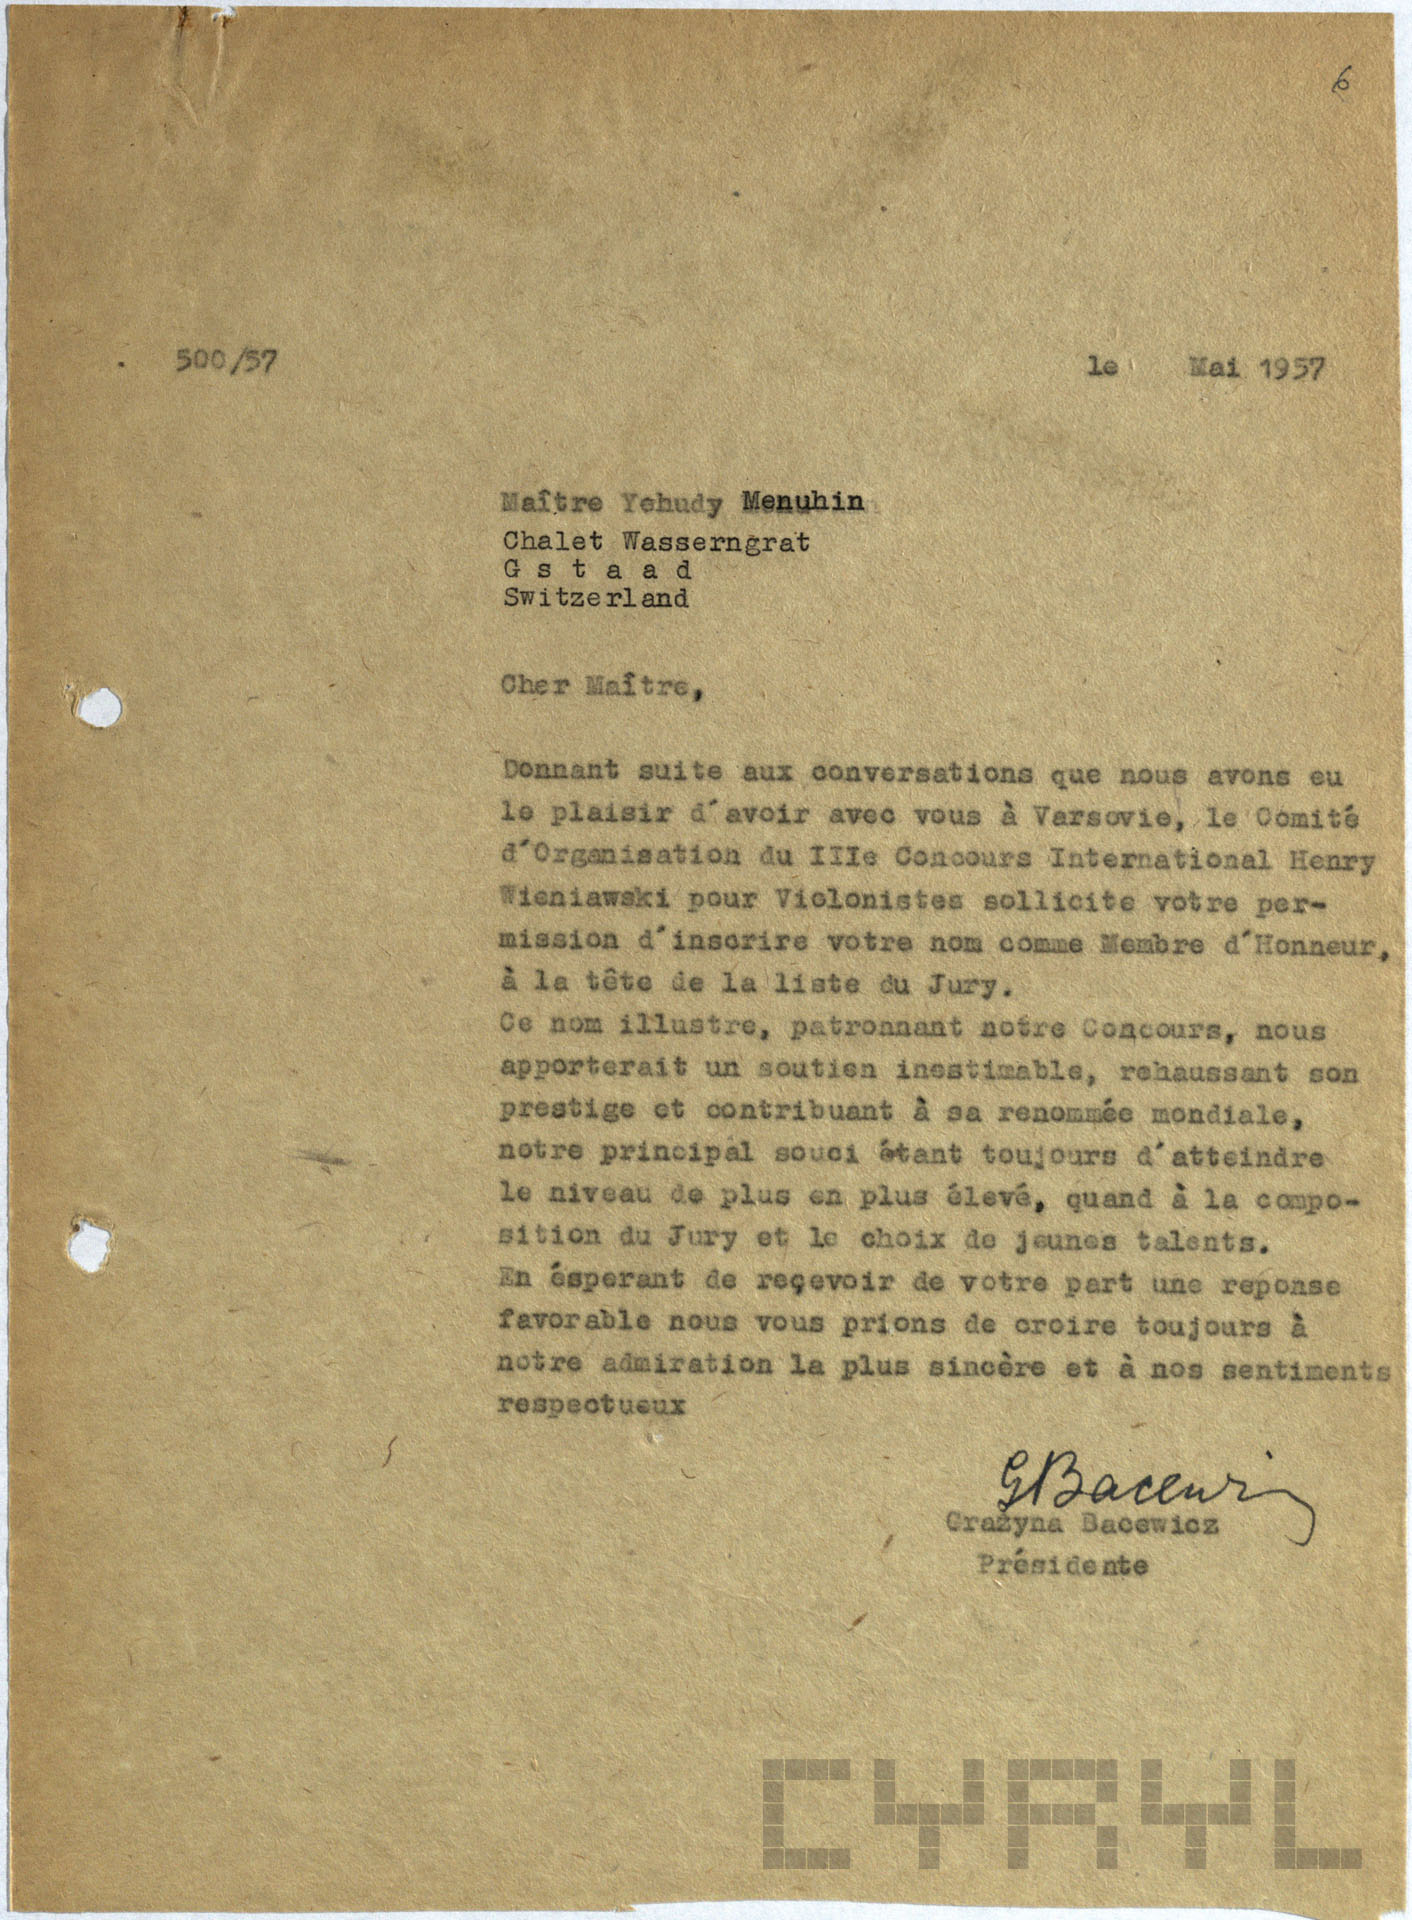 6
500/57 le Mai 1957
Maître Yehudy Menuhin
Chalet Wasserngrat
G s t a a d
Switzerland
Cher Maître,
Donnant suite aux conversations que nous avons eu
le plaisir d´avoir avec vous à Varsovie, le Comité
d´Organisation du IIIe Concours International Henry
Wieniawski pour Violonistes sollicite votre per-
mission d´inscrire votre nom comme Membre d´Honneur,
à la tête de la liste du Jury.
Ce nom illustre, patronnant notre Concours, nous
apporterait un soutien inestimable, rehaussant son
prestige et contribuant à sa renommée mondiale,
notre principal souci étant toujours d´atteindre
le niveau de plus en plus élevé, quand à la compo-
sition du Jury et le choix de jeunes talents.
En ésperant de reçevoir de votre part une reponse
favorable nous vous prions de croire toujours à
notre admiration la plus sincère et à nos sentiments
respectueux
GBacewicz
Grażyna Bacewicz
Présidente
CYRYL